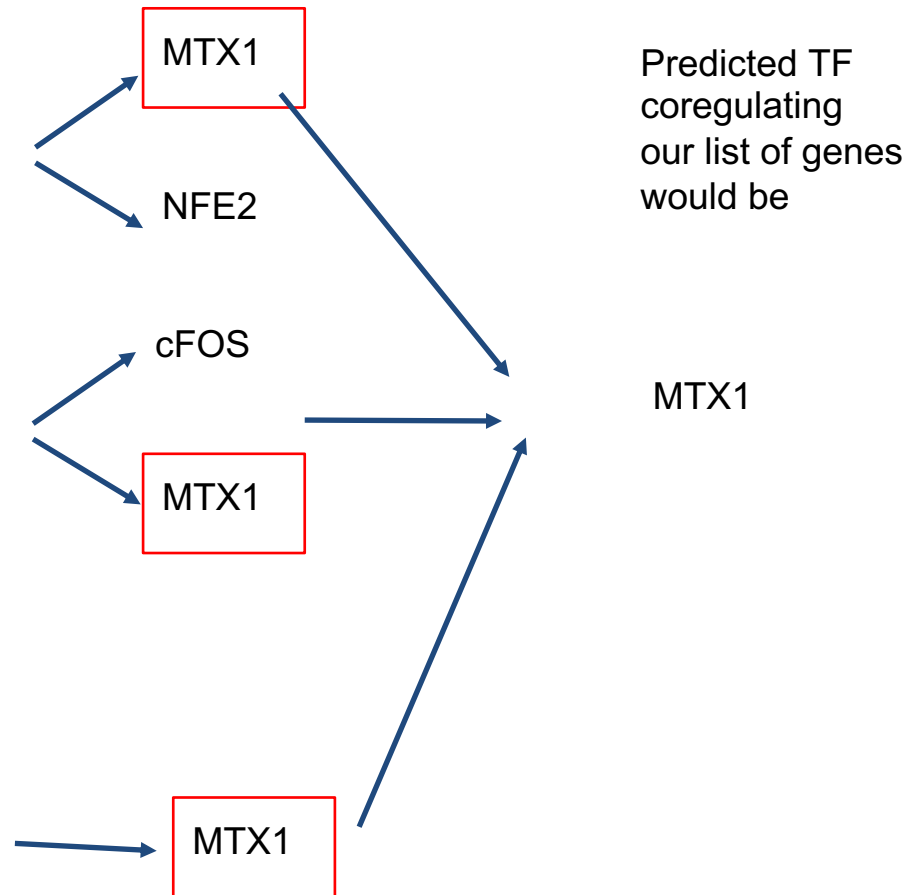 MTX1
NFE2
cFOS
MTX1
MTX1
Predicted TF
coregulating
our list of genes
would be
MTX1